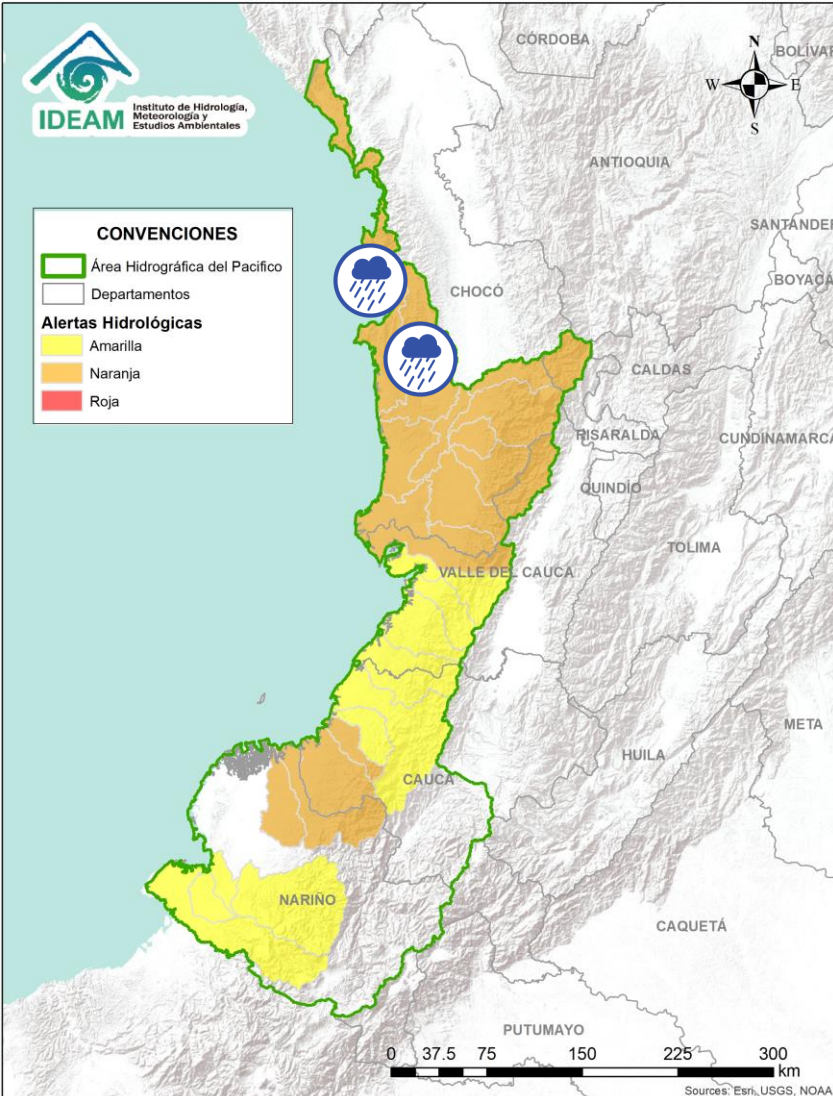 IDEAM
Instituto de Hidrología,
Meteorología y
Estudios Ambientales
CONVENCIONES
Área Hidrográfica del Pacifico
Departamentos
Alertas Hidrológicas
Amarilla
Naranja
Roja
N
W
E
S
CÓRDOBA
BOLÍVAR
ANTIOQUIA
SANTANDER
BOYACÁ
CHOCÓ
CALDAS
RISARALDA
CUNDINAMARCA
QUINDÍO
TOLIMA
VALLE DEL CAUCA
META
HUILA
CAUCA
NARIÑO
CAQUETÁ
PUTUMAYO
0 37.5 75 150 225 300
km
Sources: Esri, USGS, NOAA